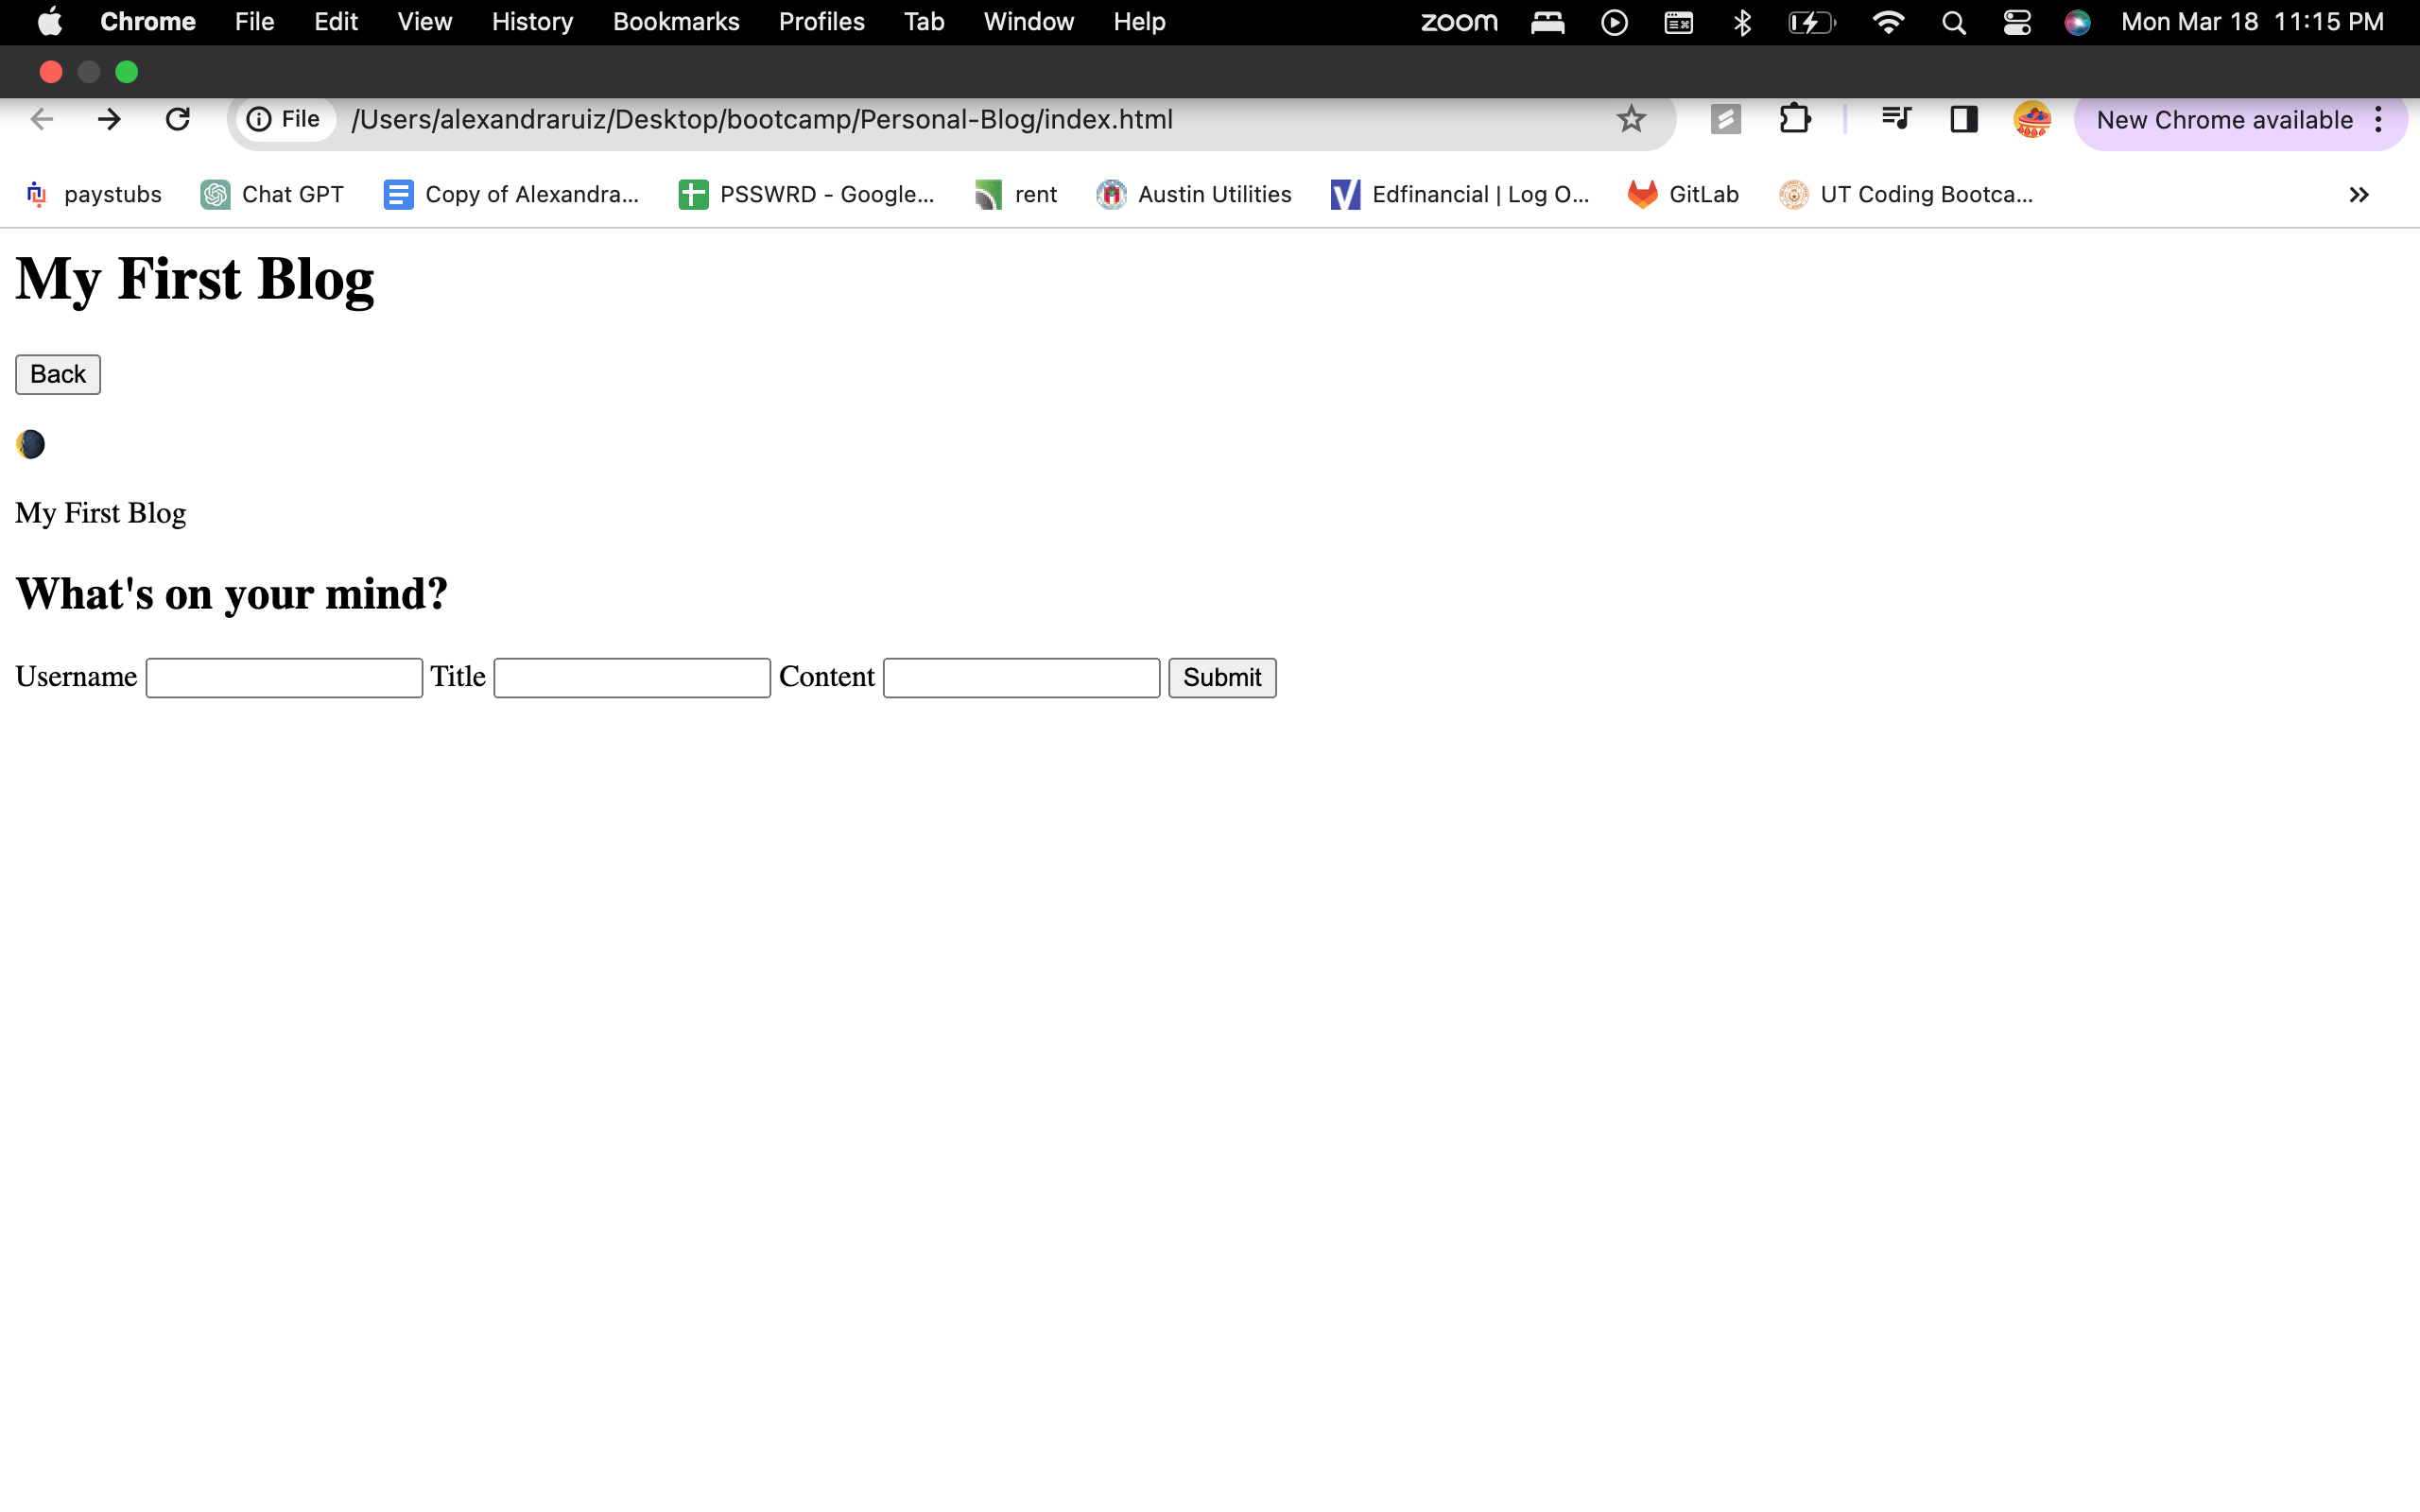 Chrome File Edit View History Bookmarks Profiles Tab Window Help zoom Mon Mar 18 11:15 PM
File /Users/alexandraruiz/Desktop/bootcamp/Personal-Blog/index.html New Chrome available
paystubs Chat GPT Copy of Alexandra... PSSWRD - Google... rent Austin Utilities Edfinancial | Log O... GitLab UT Coding Bootca...
My First Blog
Back
My First Blog
What's on your mind?
Username Title Content Submit